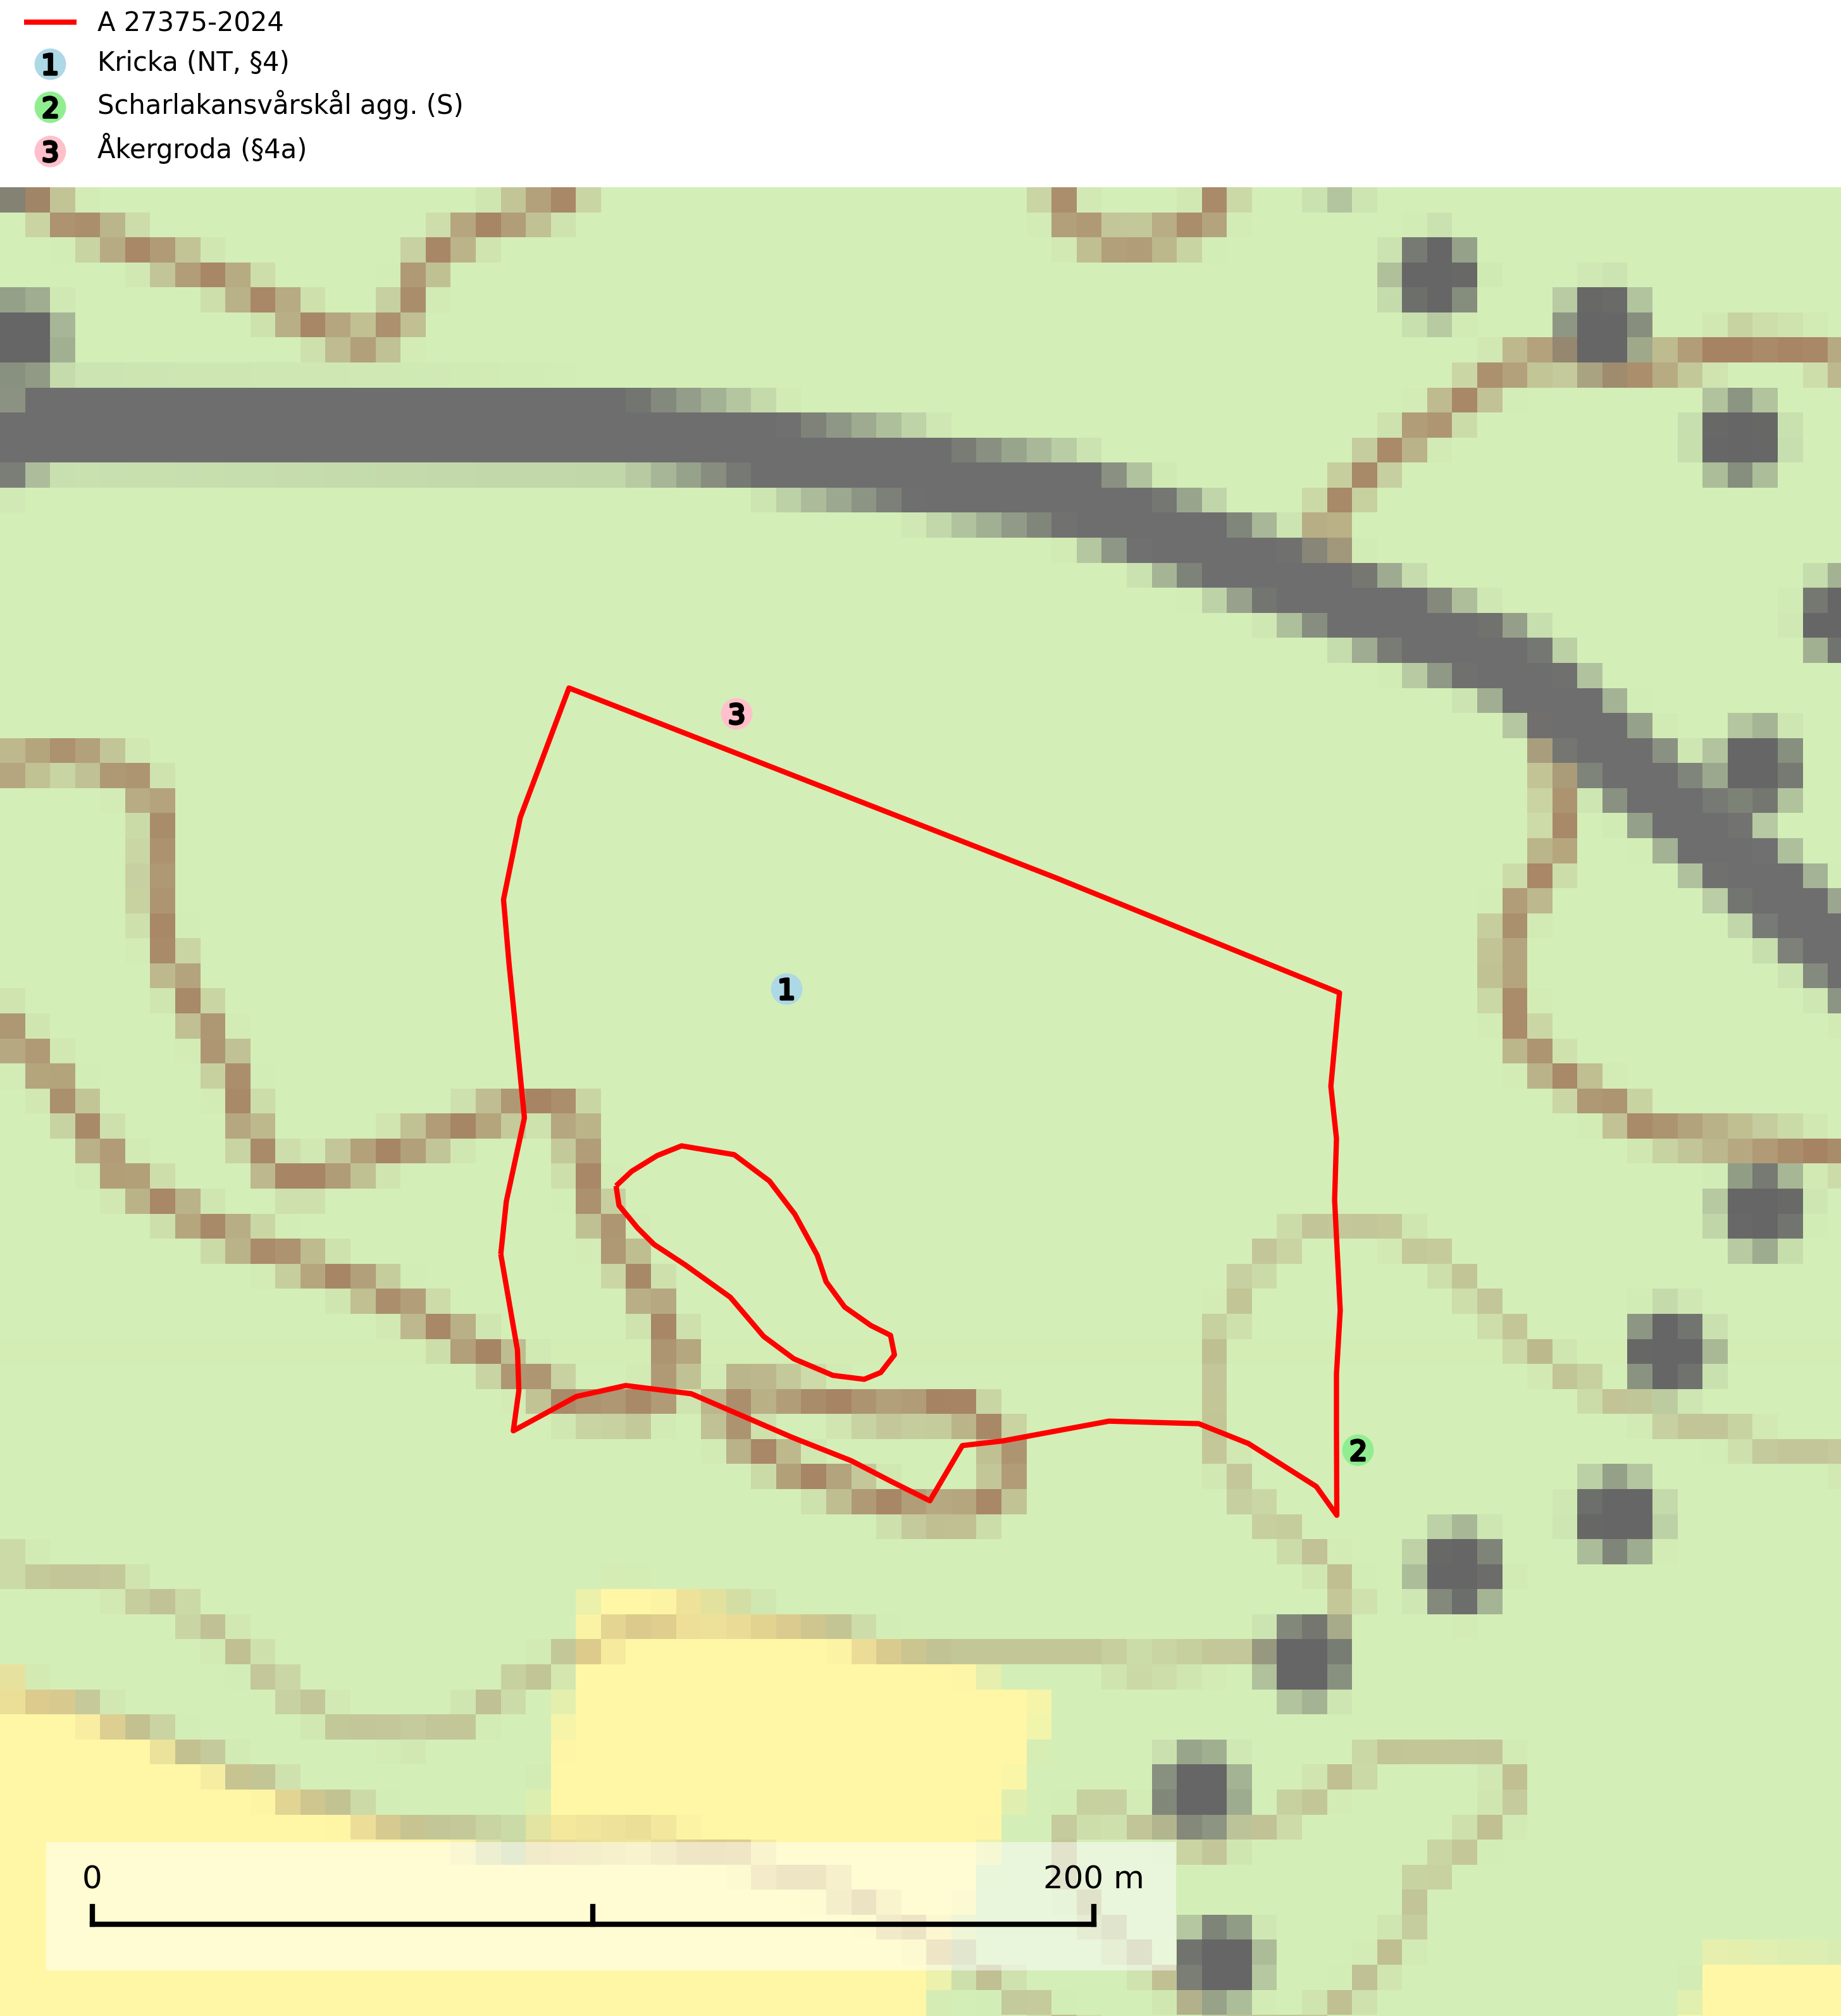 A 27375-2024
1 Kricka (NT, §4)
2 Scharlakansvårskål agg. (S)
3 Åkergroda (§4a)
3
1
2
0 200 m